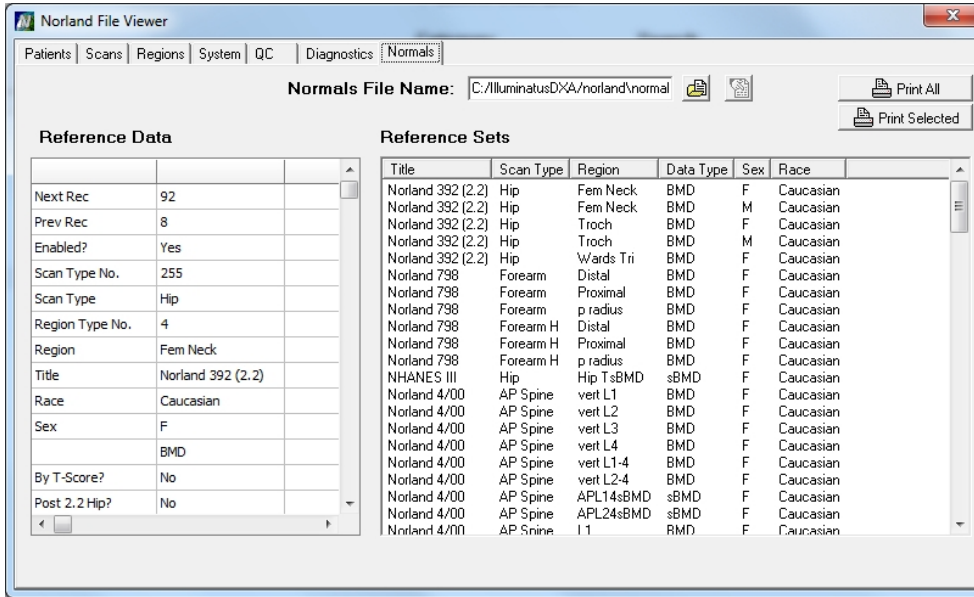 Norland File Viewer
Patients Scans Regions System QC Diagnostics Normals
Normals File Name: C:/IlluminatusDXA/norland\normal
Print All
Print Selected
Reference Data
Next Rec 92
Prev Rec 8
Enabled? Yes
Scan Type No. 255
Scan Type Hip
Region Type No. 4
Region Fem Neck
Title Norland 392 (2.2)
Race Caucasian
Sex F
BMD
By T-Score? No
Post 2.2 Hip? No
Reference Sets
Title Scan Type Region Data Type Sex Race
Norland 392 (2.2) Hip Fem Neck BMD F Caucasian
Norland 392 (2.2) Hip Fem Neck BMD M Caucasian
Norland 392 (2.2) Hip Troch BMD F Caucasian
Norland 392 (2.2) Hip Troch BMD M Caucasian
Norland 392 (2.2) Hip Wards Tri BMD F Caucasian
Norland 798 Forearm Distal BMD F Caucasian
Norland 798 Forearm Proximal BMD F Caucasian
Norland 798 Forearm p radius BMD F Caucasian
Norland 798 Forearm H Distal BMD F Caucasian
Norland 798 Forearm H Proximal BMD F Caucasian
Norland 798 Forearm H p radius BMD F Caucasian
NHANES III Hip Hip TsBMD sBMD F Caucasian
Norland 4/00 AP Spine vert L1 BMD F Caucasian
Norland 4/00 AP Spine vert L2 BMD F Caucasian
Norland 4/00 AP Spine vert L3 BMD F Caucasian
Norland 4/00 AP Spine vert L4 BMD F Caucasian
Norland 4/00 AP Spine vert L1-4 BMD F Caucasian
Norland 4/00 AP Spine vert L2-4 BMD F Caucasian
Norland 4/00 AP Spine APL14sBMD sBMD F Caucasian
Norland 4/00 AP Spine APL24sBMD sBMD F Caucasian
Norland 4/00 AP Spine L1 BMD F Caucasian